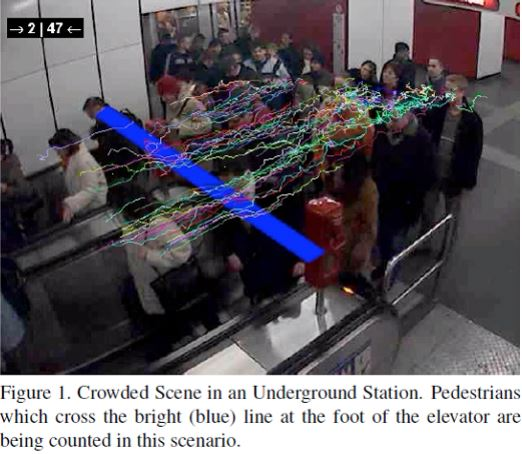 → 2 | 47 ←
Figure 1. Crowded Scene in an Underground Station. Pedestrians
which cross the bright (blue) line at the foot of the elevator are
being counted in this scenario.